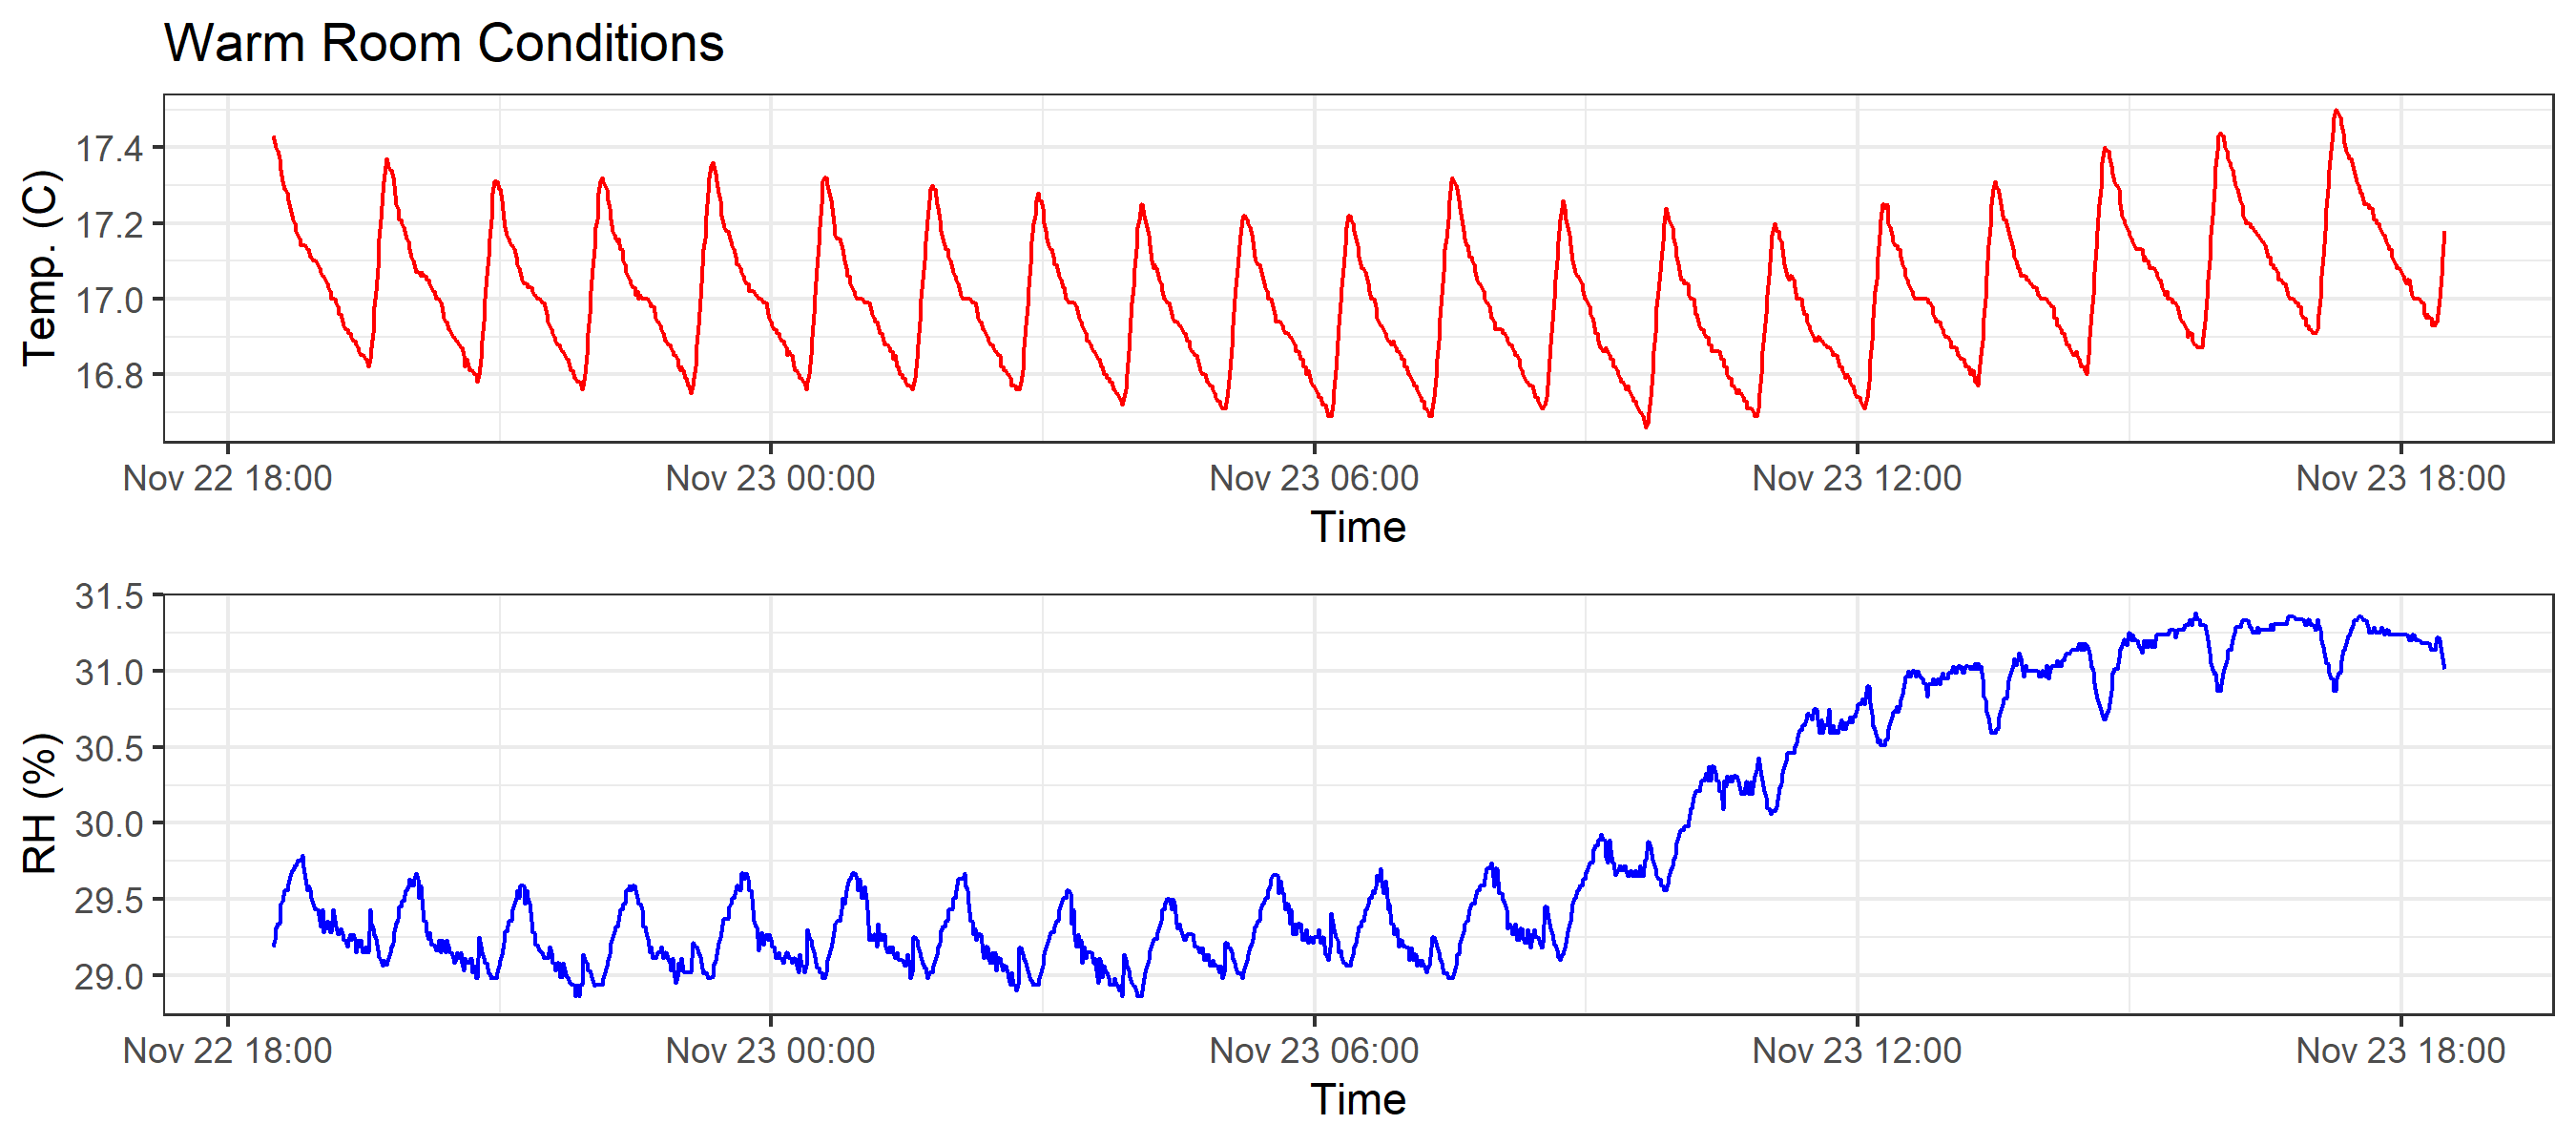 Warm Room Conditions
Temp. (C)
17.4
17.2
17.0
16.8
Nov 22 18:00 Nov 23 00:00 Nov 23 06:00 Nov 23 12:00 Nov 23 18:00
Time
RH (%)
31.5
31.0
30.5
30.0
29.5
29.0
Nov 22 18:00 Nov 23 00:00 Nov 23 06:00 Nov 23 12:00 Nov 23 18:00
Time